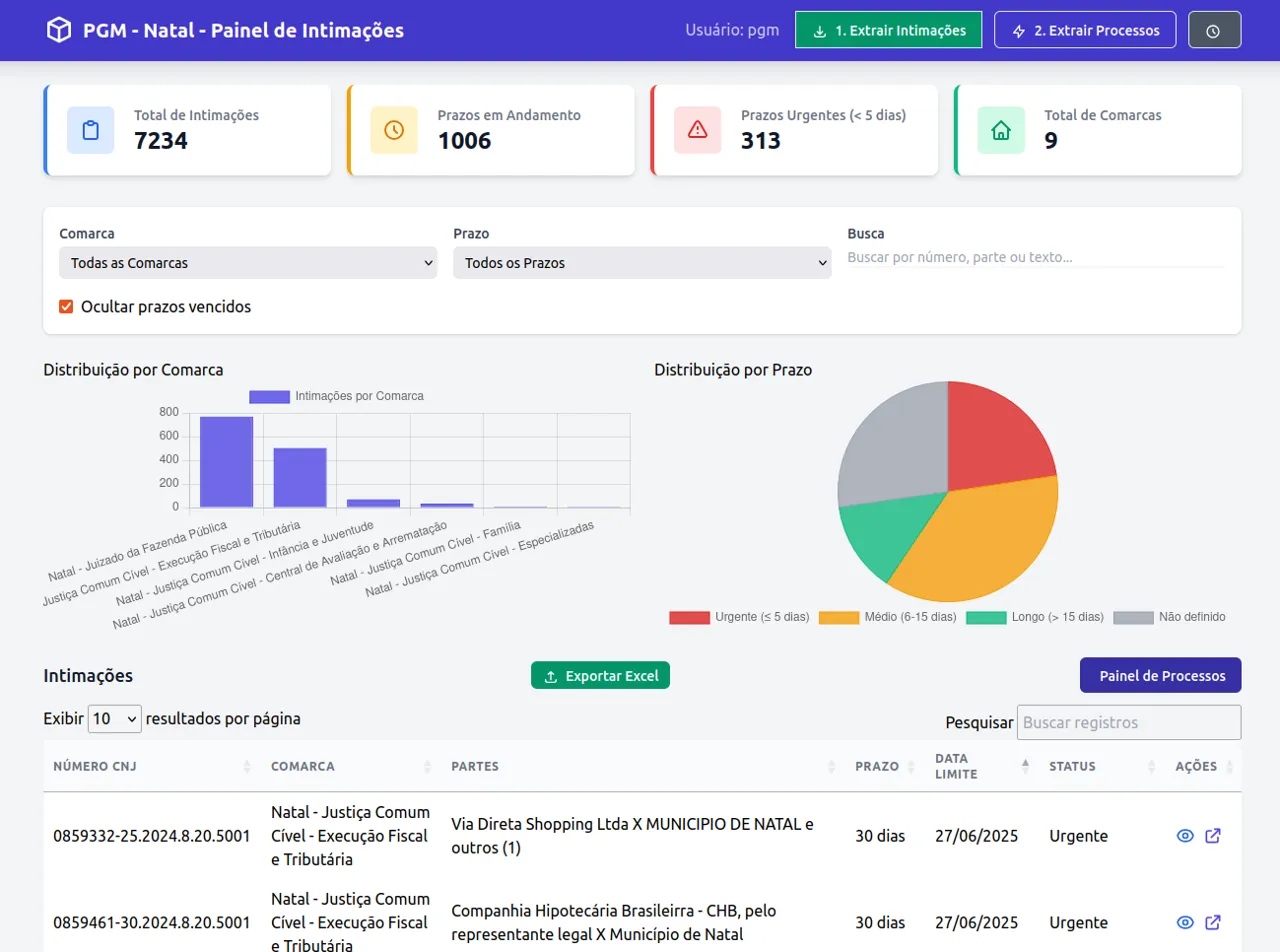 PGM - Natal - Painel de Intimações
Usuário: pgm
1. Extrair Intimações
2. Extrair Processos
Total de Intimações
7234
Prazos em Andamento
1006
Prazos Urgentes (< 5 dias)
313
Total de Comarcas
9
Comarca
Todas as Comarcas
Prazo
Todos os Prazos
Busca
Buscar por número, parte ou texto...
Ocultar prazos vencidos
Distribuição por Comarca
Intimações por Comarca
800
600
400
200
0
Natal - Juizado da Fazenda Pública
Justiça Comum Cível - Execução Fiscal e Tributária
Natal - Justiça Comum Cível - Infância e Juventude
Natal - Justiça Comum Cível - Central de Avaliação e Arrematação
Natal - Justiça Comum Cível - Família
Natal - Justiça Comum Cível - Especializadas
Distribuição por Prazo
Urgente (≤ 5 dias)
Médio (6-15 dias)
Longo (> 15 dias)
Não definido
Intimações
Exportar Excel
Painel de Processos
Exibir 10 resultados por página
Pesquisar Buscar registros
NÚMERO CNJ
COMARCA
PARTES
PRAZO
DATA
LIMITE
STATUS
AÇÕES
0859332-25.2024.8.20.5001
Natal - Justiça Comum
Cível - Execução Fiscal
e Tributária
Via Direta Shopping Ltda X MUNICIPIO DE NATAL e
outros (1)
30 dias
27/06/2025
Urgente
0859461-30.2024.8.20.5001
Natal - Justiça Comum
Cível - Execução Fiscal
e Tributária
Companhia Hipotecária Brasileirra - CHB, pelo
representante legal X Município de Natal
30 dias
27/06/2025
Urgente